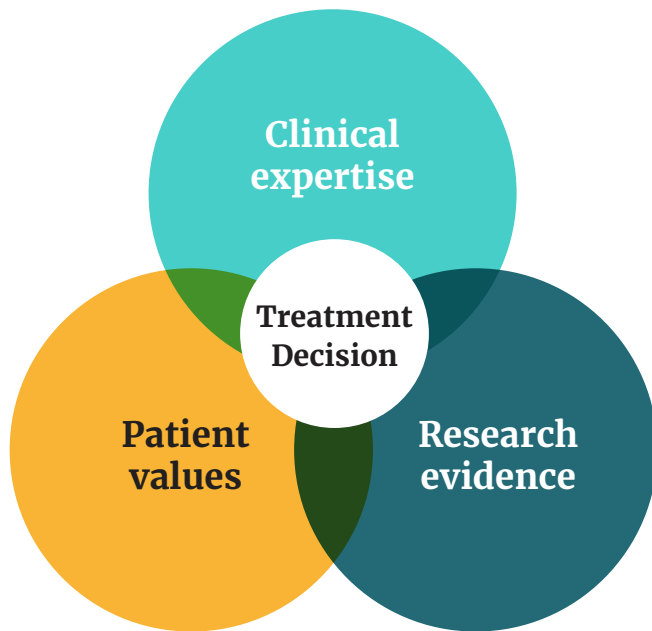 Clinical
expertise
Treatment
Decision
Patient
values
Research
evidence